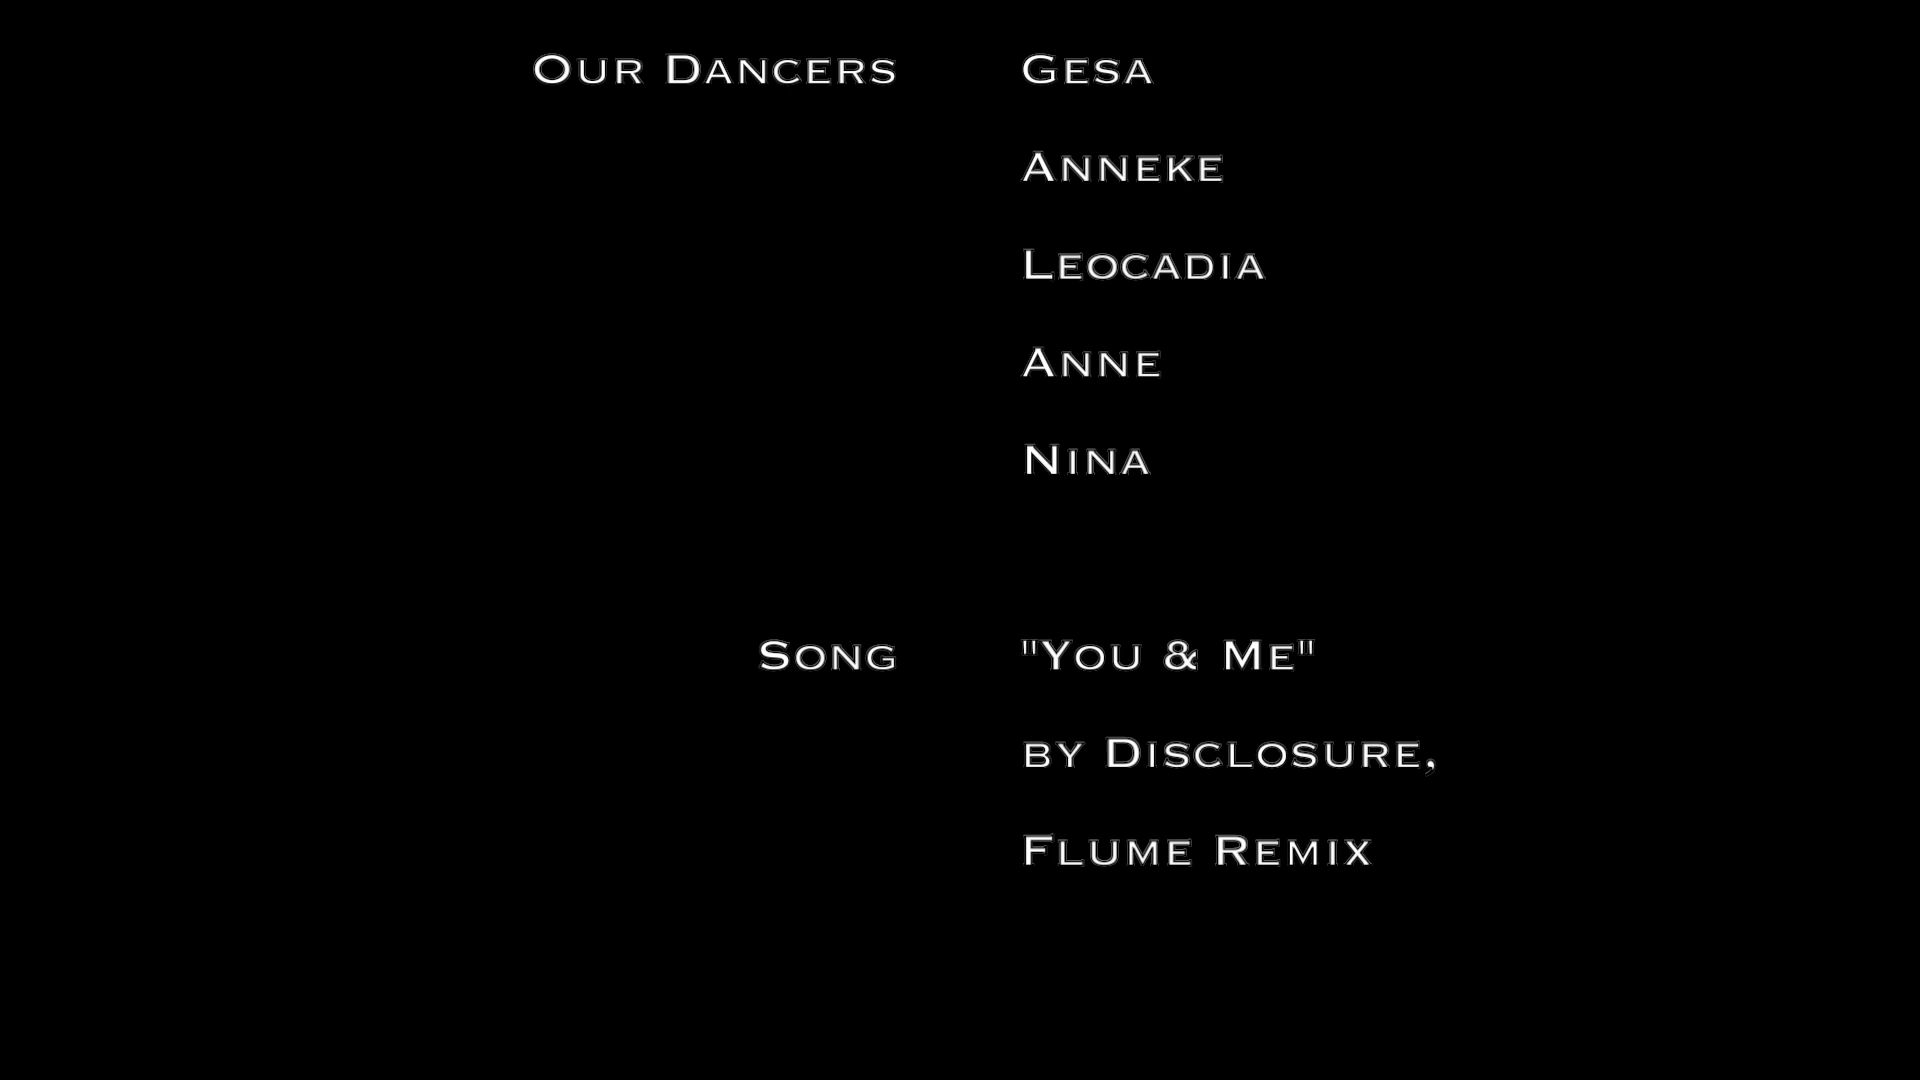 Our Dancers Gesa
Anneke
Leocadia
Anne
Nina
Song "You & Me"
by Disclosure,
Flume Remix